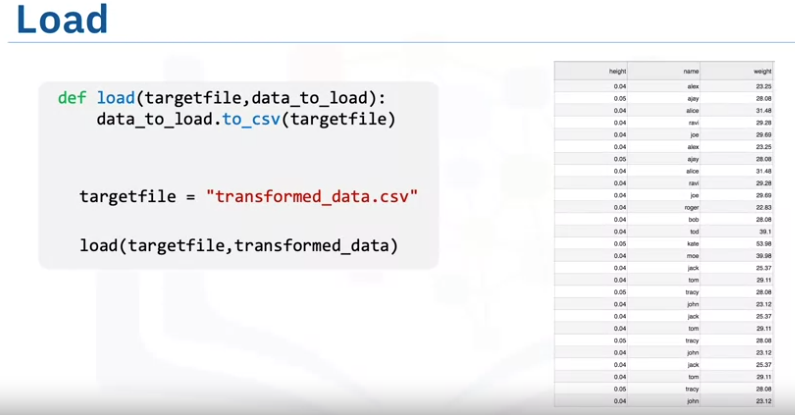 Load
def load(targetfile,data_to_load):
data_to_load.to_csv(targetfile)
targetfile = "transformed_data.csv"
load(targetfile,transformed_data)
height name weight
0.04 alex 23.25
0.05 ajay 28.08
0.04 alice 31.48
0.04 ravi 29.28
0.04 joe 29.69
0.04 alex 23.25
0.05 ajay 28.08
0.04 alice 31.48
0.04 ravi 29.28
0.04 joe 29.69
0.04 roger 22.83
0.04 bob 28.08
0.04 tod 39.1
0.05 kate 53.98
0.04 moe 39.98
0.04 jack 25.37
0.04 tom 29.11
0.05 tracy 28.08
0.04 john 23.12
0.04 jack 25.37
0.04 tom 29.11
0.05 tracy 28.08
0.04 john 23.12
0.04 jack 25.37
0.04 tom 29.11
0.05 tracy 28.08
0.04 john 23.12